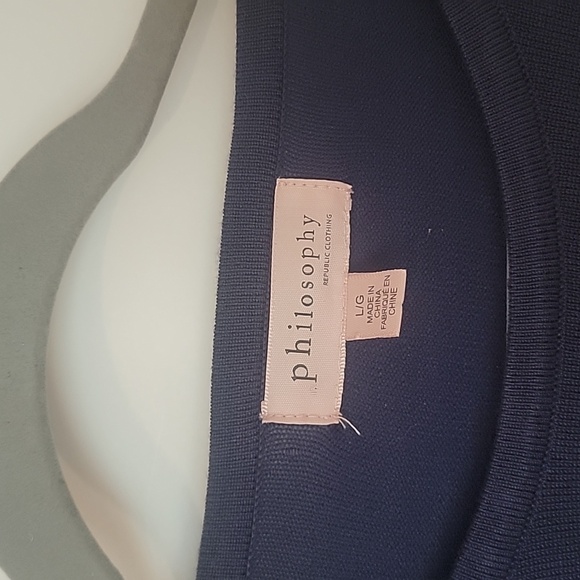 philosophy
REPUBLIC CLOTHING
L/G
MADE IN
CHINA
FABRIQUÉ EN
CHINE